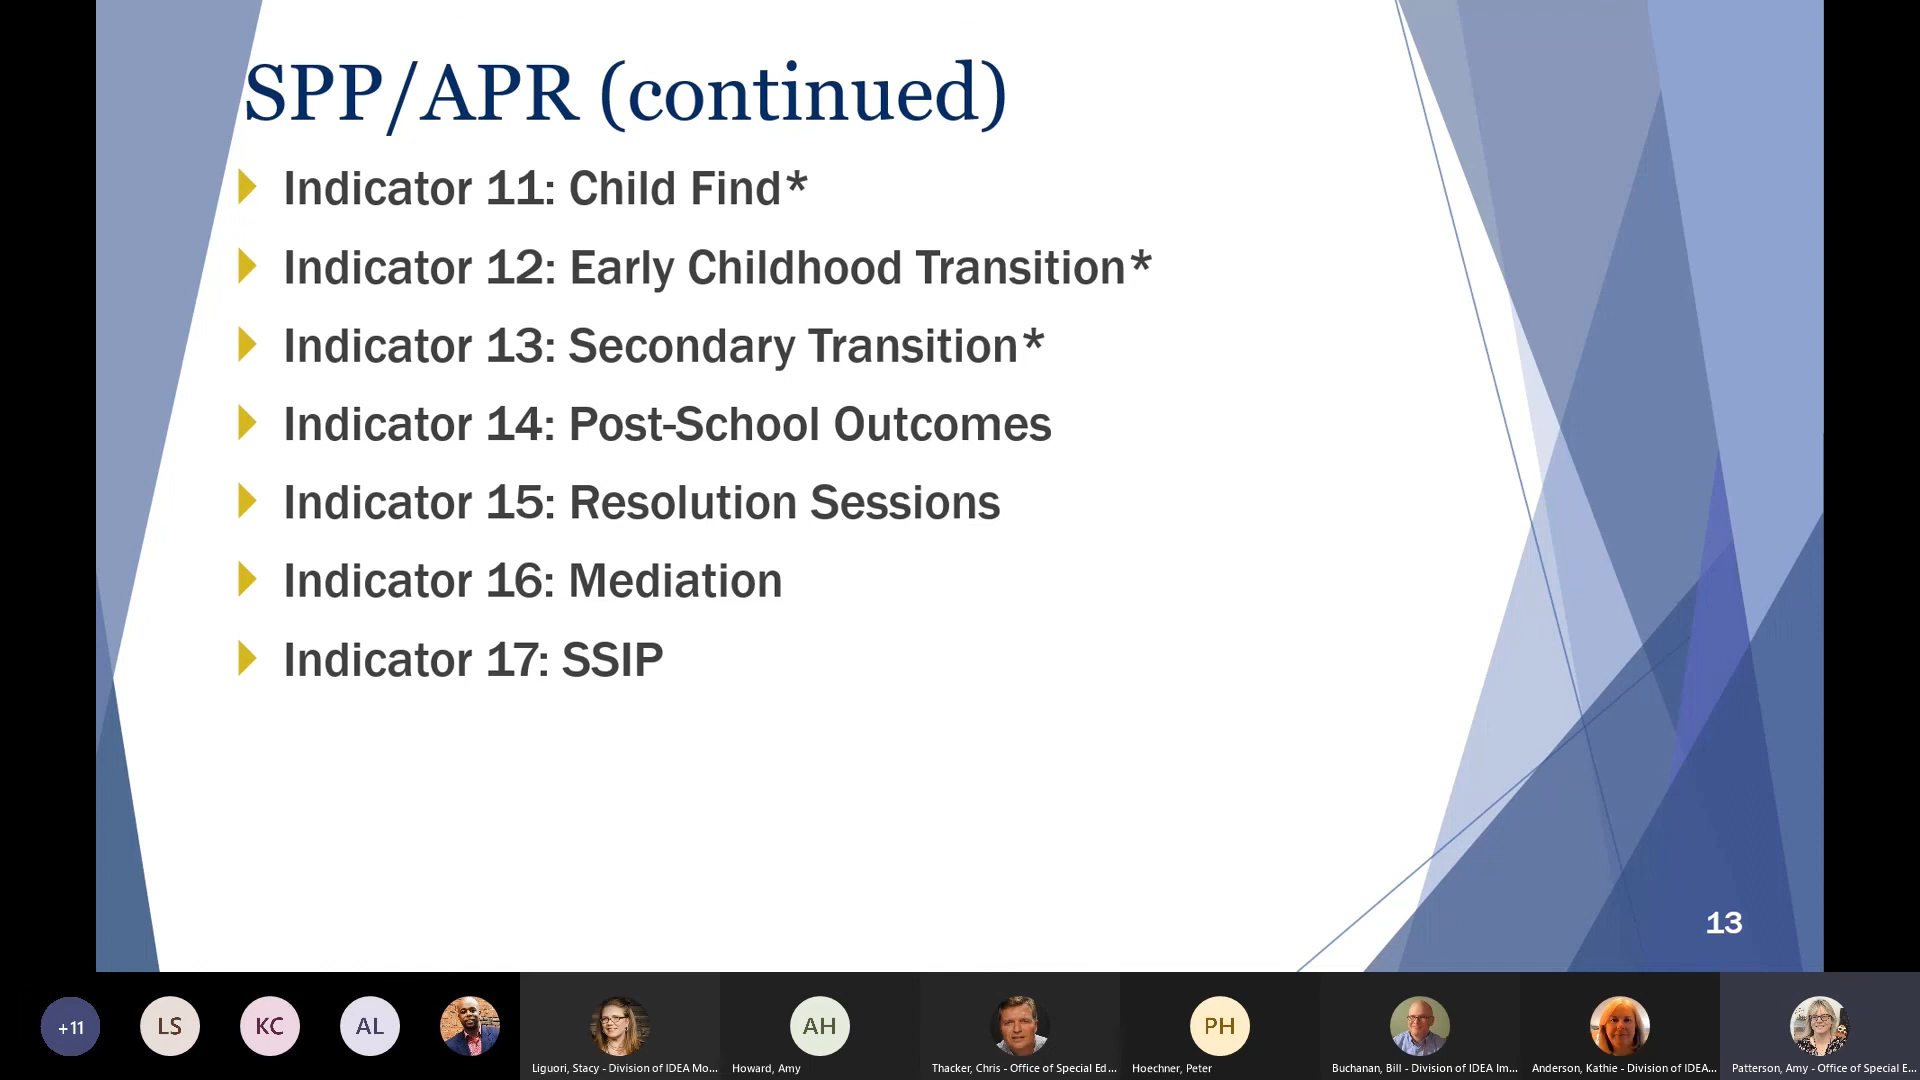 SPP/APR (continued)
Indicator 11: Child Find*
Indicator 12: Early Childhood Transition*
Indicator 13: Secondary Transition*
Indicator 14: Post-School Outcomes
Indicator 15: Resolution Sessions
Indicator 16: Mediation
Indicator 17: SSIP
13
+11
LS
KC
AL
AH
PH
Liguori, Stacy - Division of IDEA Mo...
Howard, Amy
Thacker, Chris - Office of Special Ed...
Hoechner, Peter
Buchanan, Bill - Division of IDEA Im...
Anderson, Kathie - Division of IDEA...
Patterson, Amy - Office of Special E...